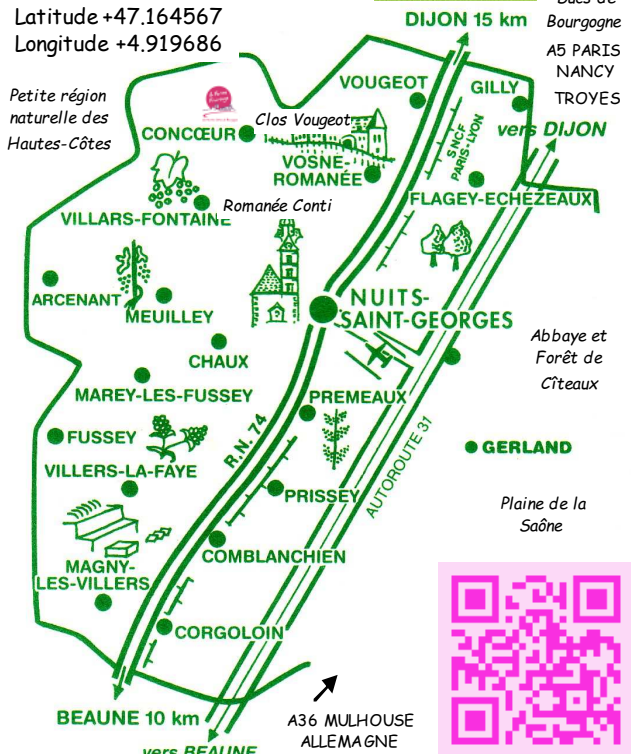 Latitude +47.164567
Longitude +4.919686
DIJON 15 km
Bourgogne
A5 PARIS
NANCY
TROYES
vers DIJON
Petite région
naturelle des
Hautes-Côtes
VOUGEOT
GILLY
CONCŒUR
Clos Vougeot
S NCF
PARIS-LYON
VOSNE-
ROMANÉE
FLAGEY-ECHEZEAUX
VILLARS-FONTAINE
Romanée Conti
ARCENANT
MEUILLEY
NUITS-
SAINT-GEORGES
Abbaye et
Forêt de
Cîteaux
CHAUX
MAREY-LES-FUSSEY
PREMEAUX
R.N. 74
AUTOROUTE 31
FUSSEY
GERLAND
VILLERS-LA-FAYE
PRISSEY
Plaine de la
Saône
COMBLANCHIEN
MAGNY-
LES-VILLERS
CORGOLOIN
BEAUNE 10 km
A36 MULHOUSE
ALLEMAGNE
vers BEAUNE